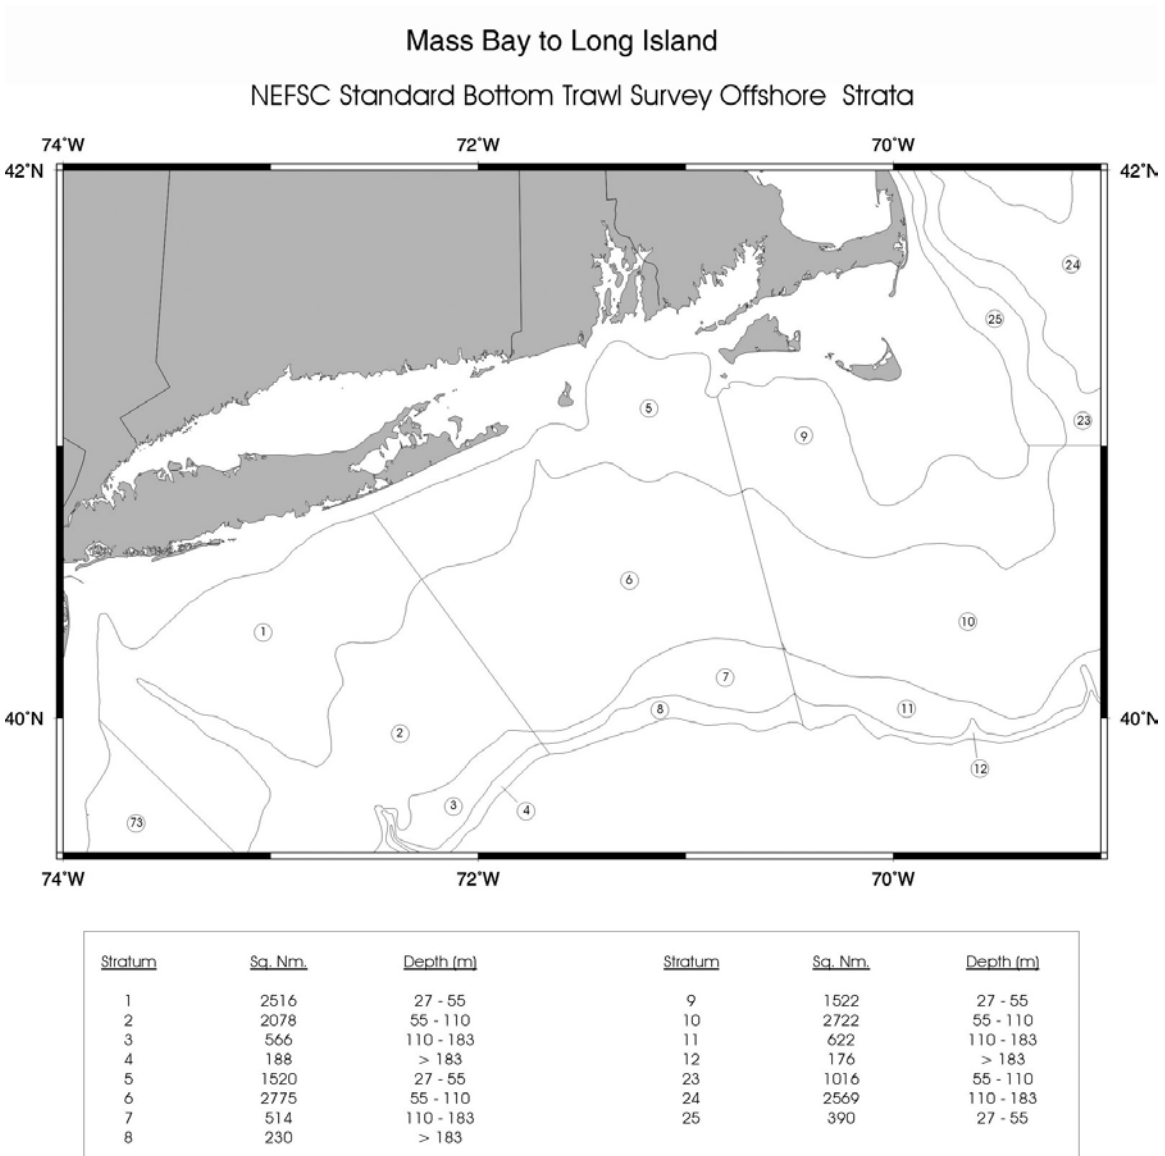 Mass Bay to Long Island
NEFSC Standard Bottom Trawl Survey Offshore Strata
74°W 72°W 70°W
42°N 42°N
24
25
5
23
9
6
10
1
7
11
8
40°N 2 40°N
12
3
4
73
74°W 72°W 70°W
Stratum Sq. Nm. Depth (m) Stratum Sq. Nm. Depth (m)
1 2516 27 - 55 9 1522 27 - 55
2 2078 55 - 110 10 2722 55 - 110
3 566 110 - 183 11 622 110 - 183
4 188 > 183 12 176 > 183
5 1520 27 - 55 23 1016 55 - 110
6 2775 55 - 110 24 2569 110 - 183
7 514 110 - 183 25 390 27 - 55
8 230 > 183